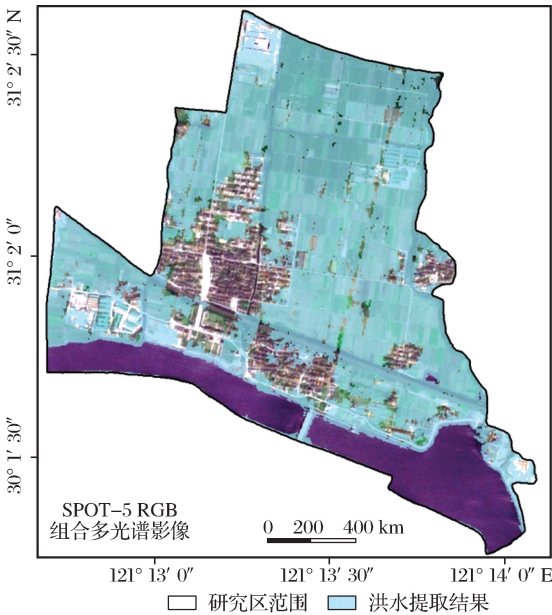 31° 2′ 30″ N
31° 2′ 0″
30° 1′ 30″
SPOT-5 RGB
组合多光谱影像
0 200 400 km
121° 13′ 0″ 121° 13′ 30″ 121° 14′ 0″ E
研究区范围 洪水提取结果